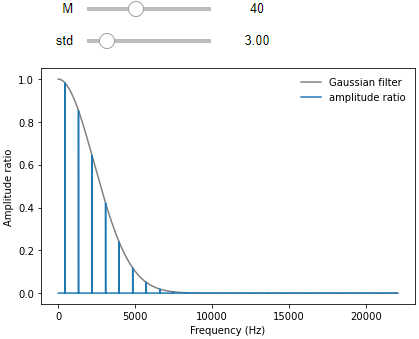 M 40
std 3.00
Gaussian filter
amplitude ratio
1.0
0.8
0.6
0.4
0.2
0.0
Amplitude ratio
0 5000 10000 15000 20000
Frequency (Hz)